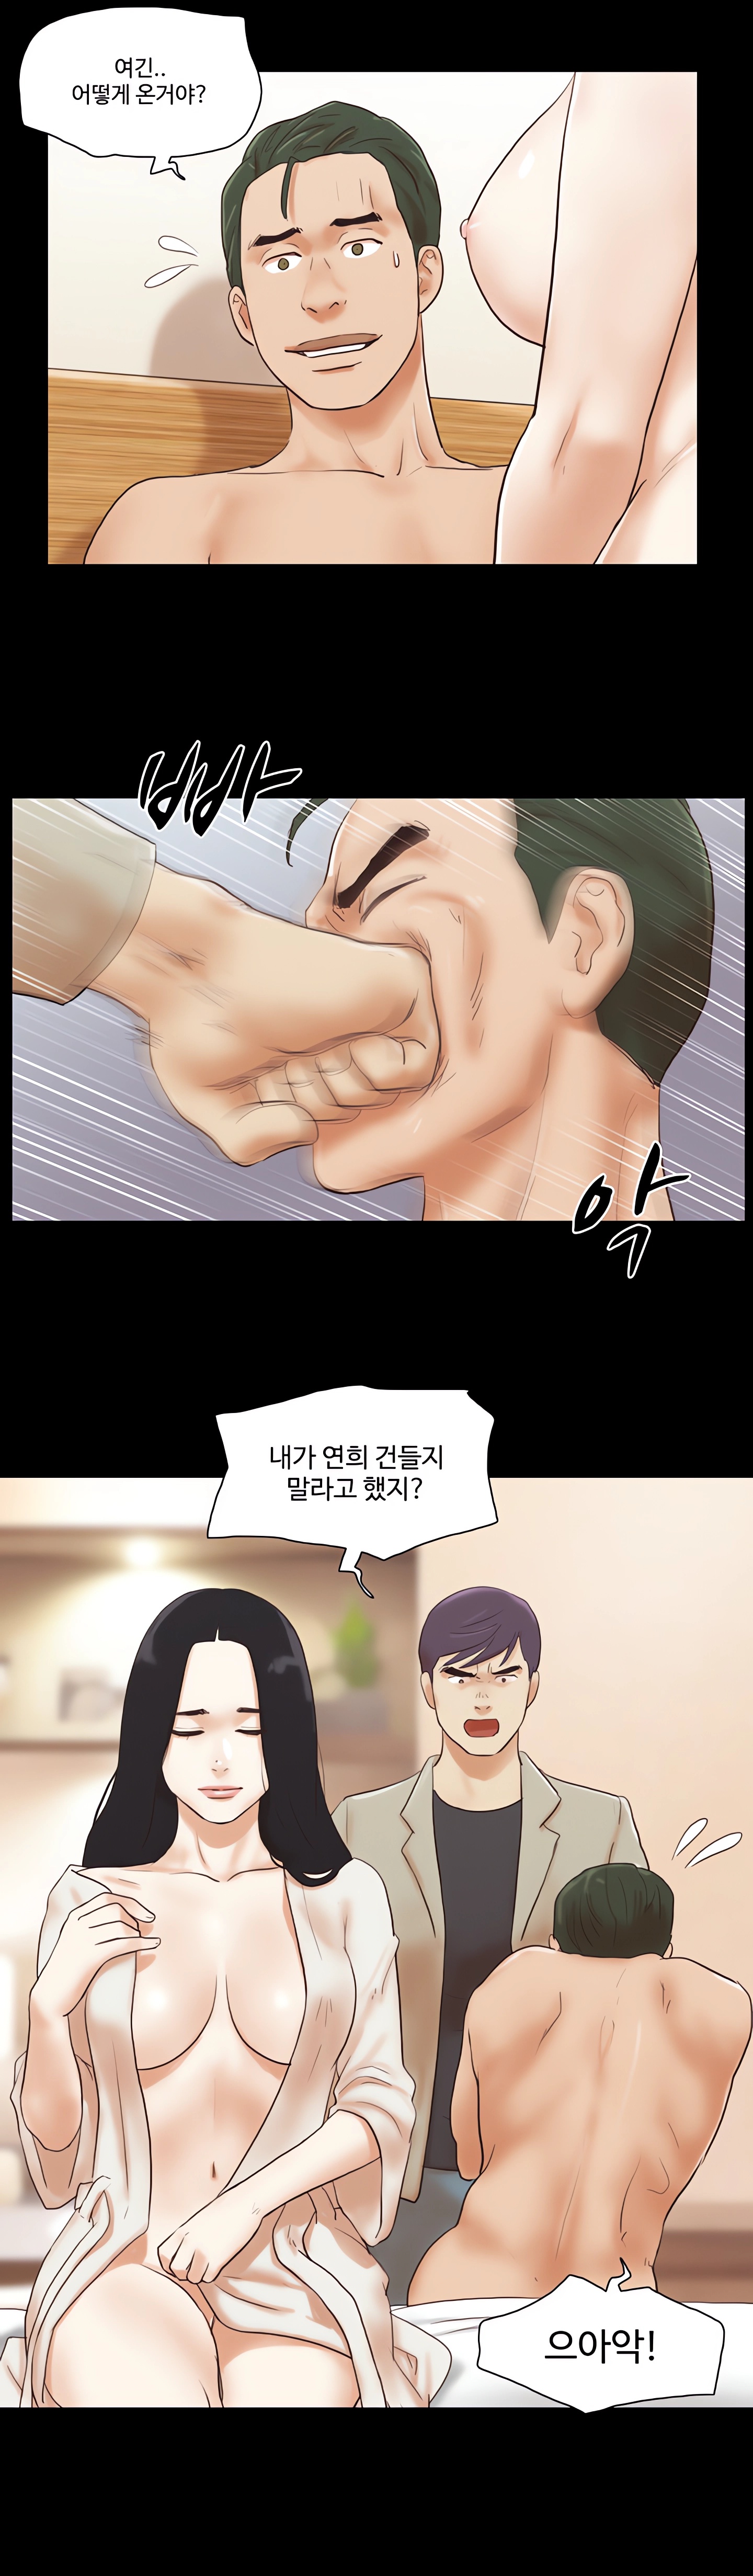 여긴..
어떻게 온거야?
빠
악
내가 연희 건들지
말라고 했지?
으아악!